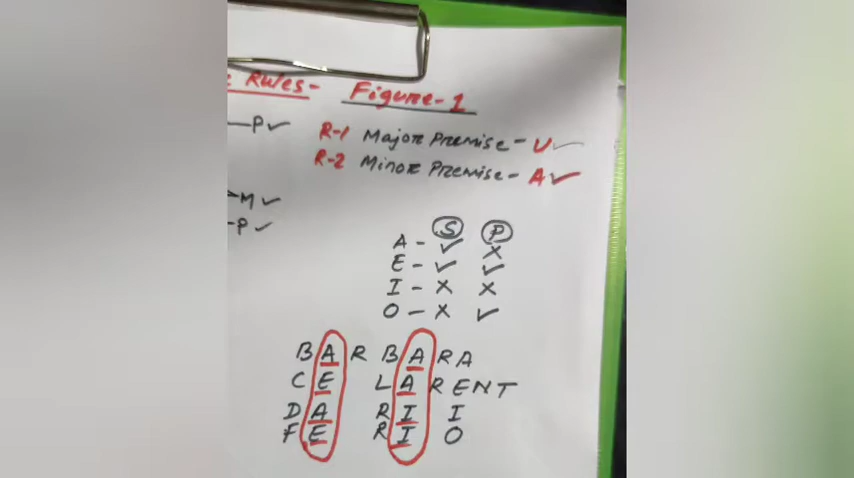 : Rules- Figure-1
—P✓ R-1 Major Premise - U ✓
R-2 Minor Premise - A ✓
→M ✓
-P ✓
S P
A - ✓ ×
E - ✓ ✓
I - × ×
O - × ✓
BARBARA
CELARENT
DARII
FERIO